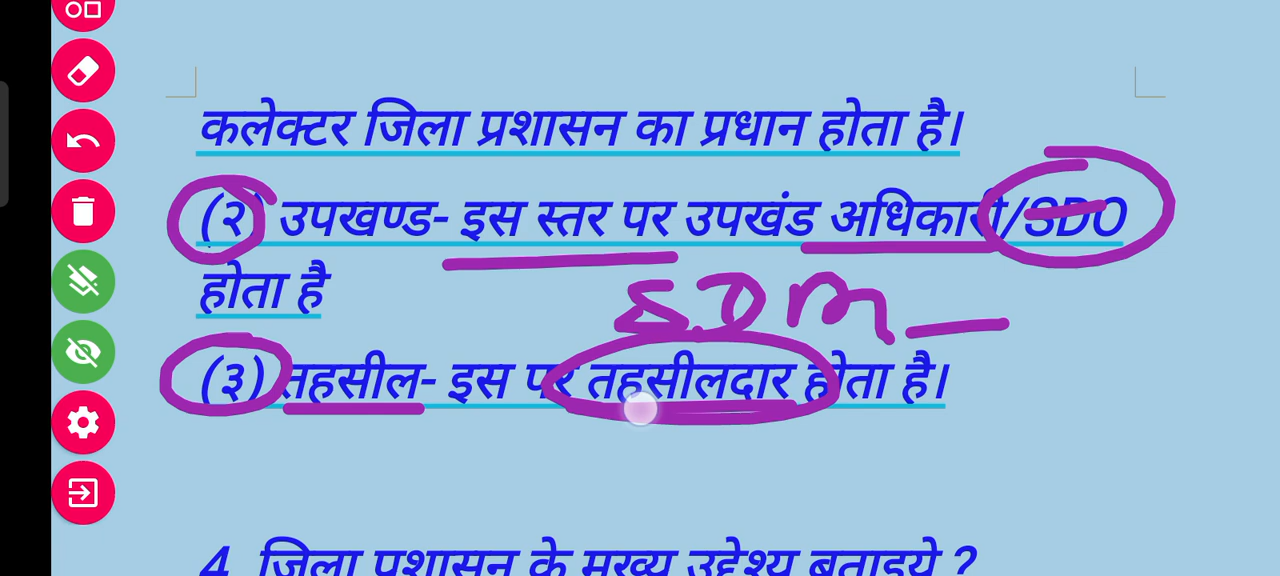 कलेक्टर जिला प्रशासन का प्रधान होता है।
(२) उपखण्ड- इस स्तर पर उपखंड अधिकारी/SDO
होता है
S.D M
(३) तहसील- इस पर तहसीलदार होता है।
4. जिला प्रशासन के मुख्य उद्देश्य बताइये ?